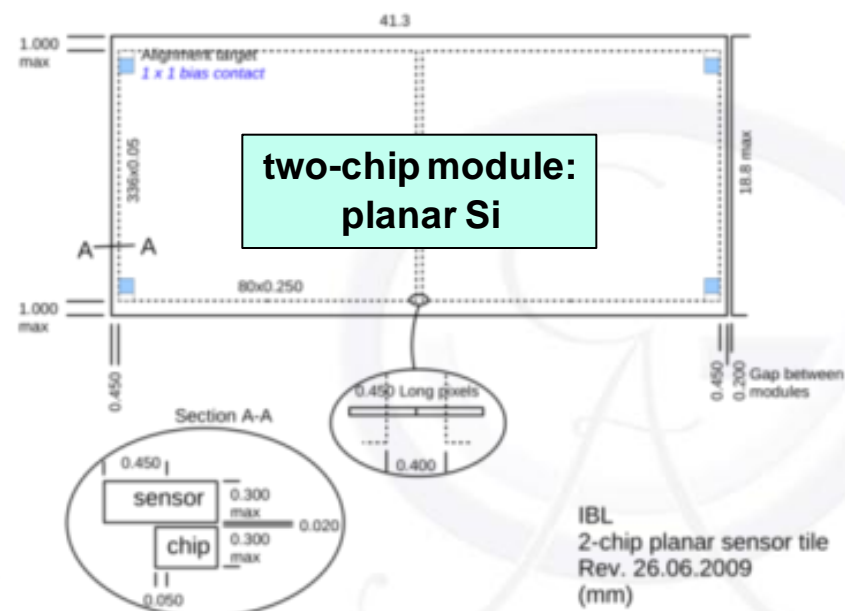 41.3
1.000
max
Alignment target
1 x 1 bias contact
336x0.05
two-chip module:
planar Si
18.8 max
A
A
80x0.250
1.000
max
0.450
0.450
0.200
Gap between
modules
0.450 Long pixels
0.400
Section A-A
0.450
sensor
0.300
max
0.020
chip
0.300
max
0.050
IBL
2-chip planar sensor tile
Rev. 26.06.2009
(mm)